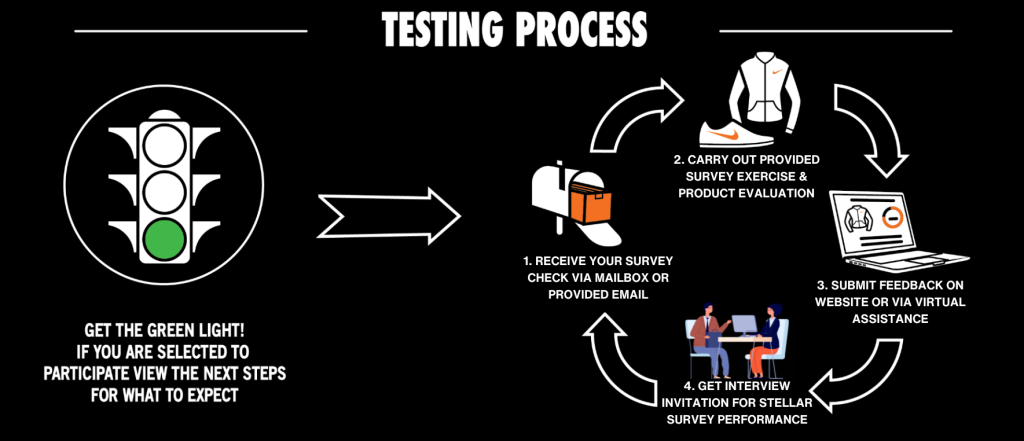 TESTING PROCESS
GET THE GREEN LIGHT!
IF YOU ARE SELECTED TO
PARTICIPATE VIEW THE NEXT STEPS
FOR WHAT TO EXPECT
1. RECEIVE YOUR SURVEY
CHECK VIA MAILBOX OR
PROVIDED EMAIL
2. CARRY OUT PROVIDED
SURVEY EXERCISE &
PRODUCT EVALUATION
3. SUBMIT FEEDBACK ON
WEBSITE OR VIA VIRTUAL
ASSISTANCE
4. GET INTERVIEW
INVITATION FOR STELLAR
SURVEY PERFORMANCE